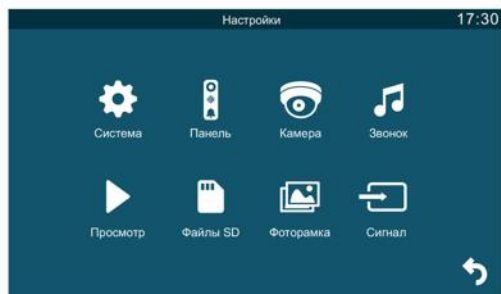 Настройки 17:30
Система Панель Камера Звонок
Просмотр Файлы SD Фоторамка Сигнал